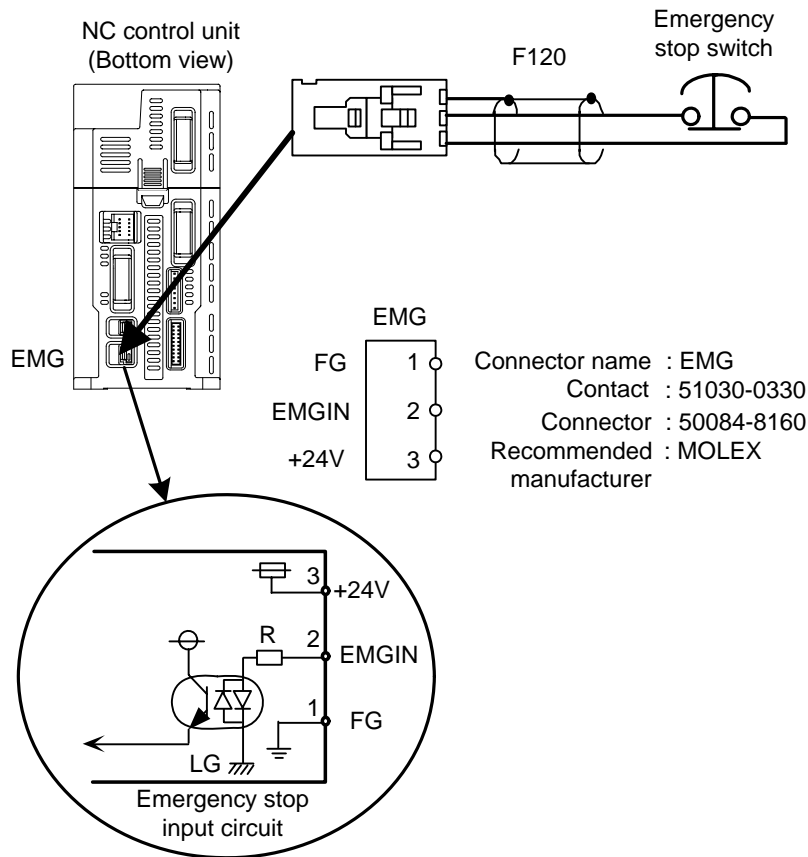 NC control unit
(Bottom view)
F120
Emergency
stop switch
EMG
EMG
FG 1
EMGIN 2
+24V 3
Connector name : EMG
Contact : 51030-0330
Connector : 50084-8160
Recommended : MOLEX
manufacturer
3 +24V
R 2 EMGIN
1 FG
LG
Emergency stop
input circuit